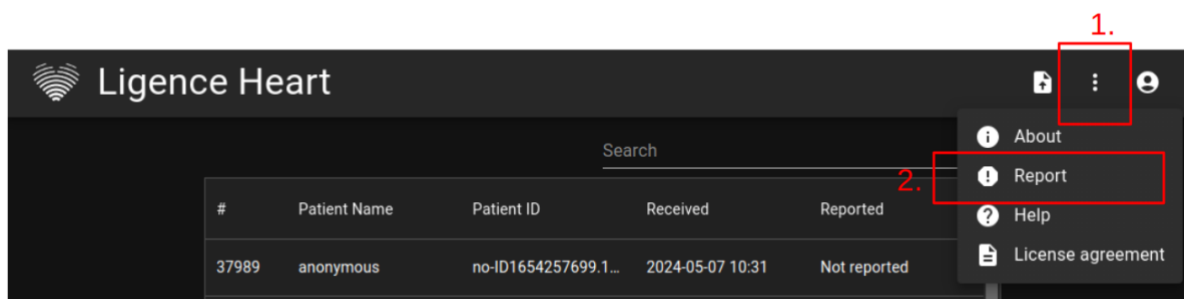 1.
Ligence Heart
About
Search
2. Report
# Patient Name Patient ID Received Reported
Help
37989 anonymous no-ID1654257699.1... 2024-05-07 10:31 Not reported
License agreement